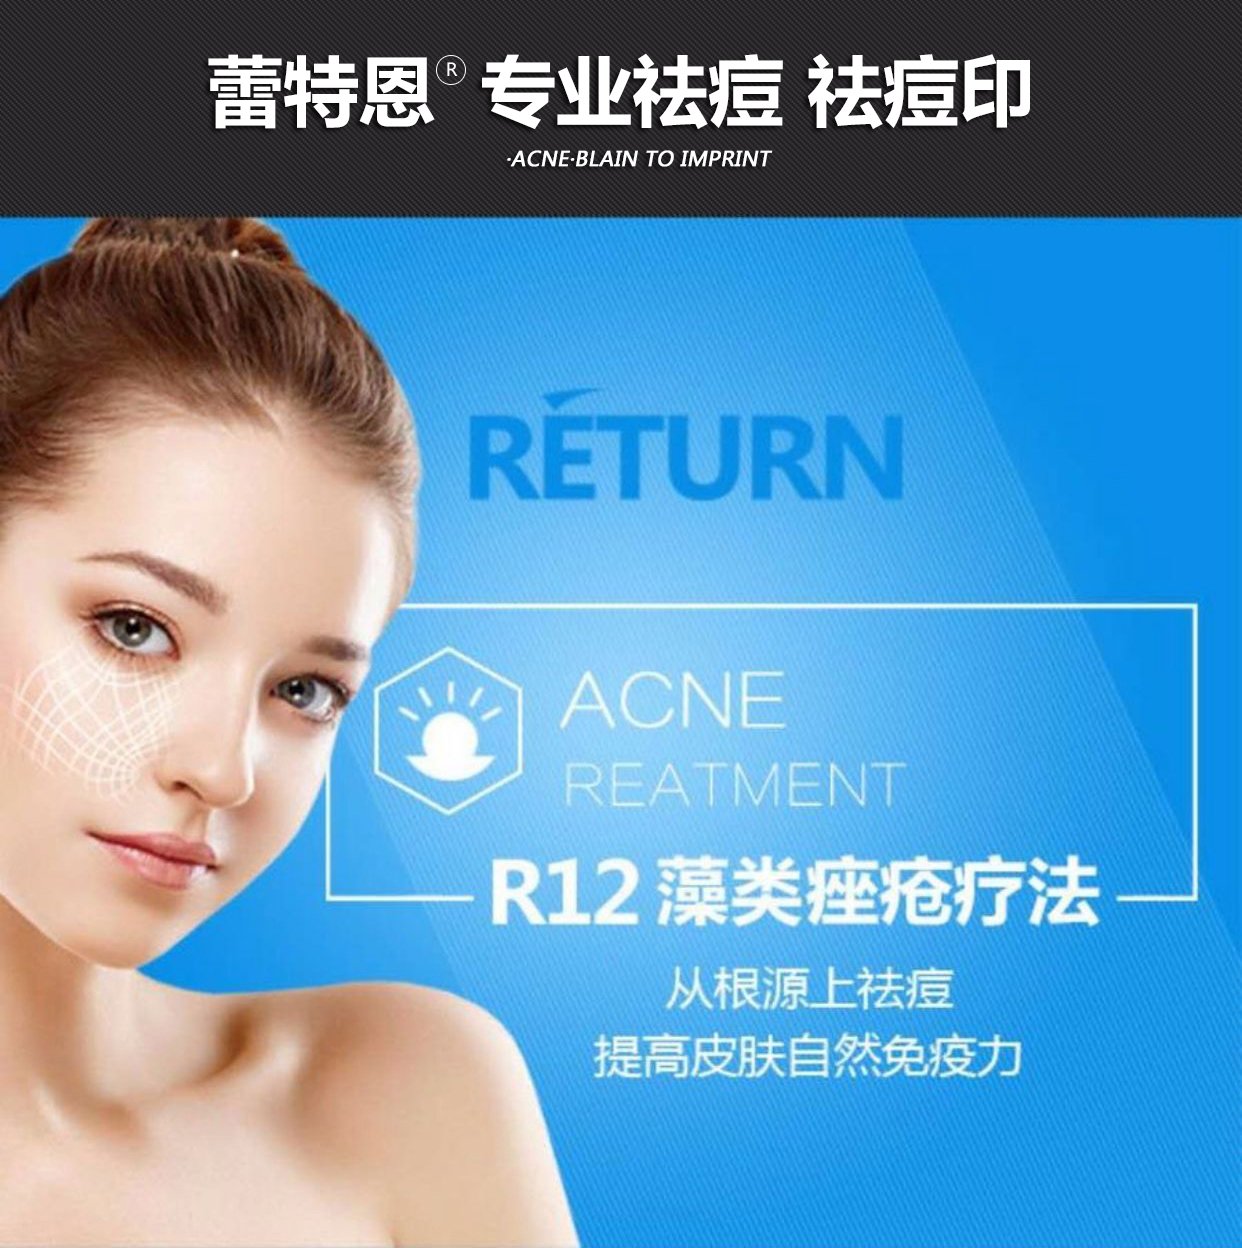 蕾特恩® 专业祛痘 祛痘印
·ACNE·BLAIN TO IMPRINT
RÉTURN
ACNE
REATMENT
R12 藻类痤疮疗法
从根源上祛痘
提高皮肤自然免疫力